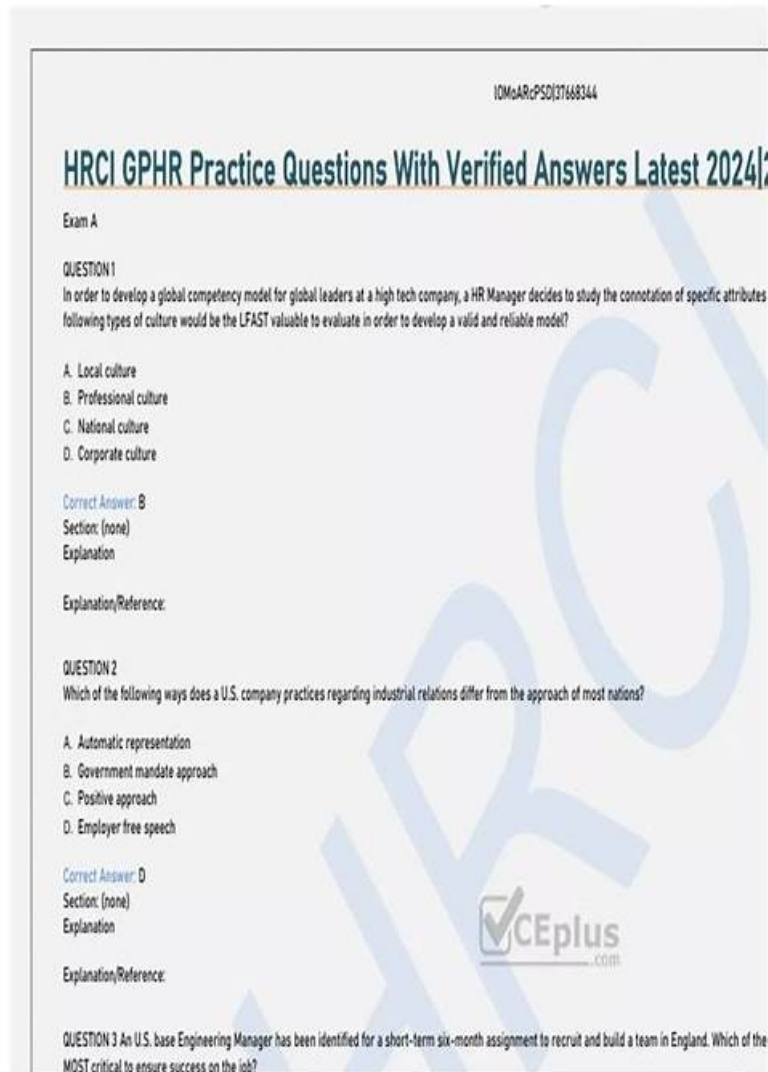 IOMoARcPSD|37668344
HRCI GPHR Practice Questions With Verified Answers Latest 2024|2
Exam A
QUESTION 1
In order to develop a global competency model for global leaders at a high tech company, a HR Manager decides to study the connotation of specific attributes
following types of culture would be the LFAST valuable to evaluate in order to develop a valid and reliable model?
A. Local culture
B. Professional culture
C. National culture
D. Corporate culture
Correct Answer: B
Section: (none)
Explanation
Explanation/Reference:
QUESTION 2
Which of the following ways does a U.S. company practices regarding industrial relations differ from the approach of most nations?
A. Automatic representation
B. Government mandate approach
C. Positive approach
D. Employer free speech
Correct Answer: D
Section: (none)
Explanation
CEplus
.com
Explanation/Reference:
QUESTION 3 An U.S. base Engineering Manager has been identified for a short-term six-month assignment to recruit and build a team in England. Which of the
MOST critical to ensure success on the job?
HRCI